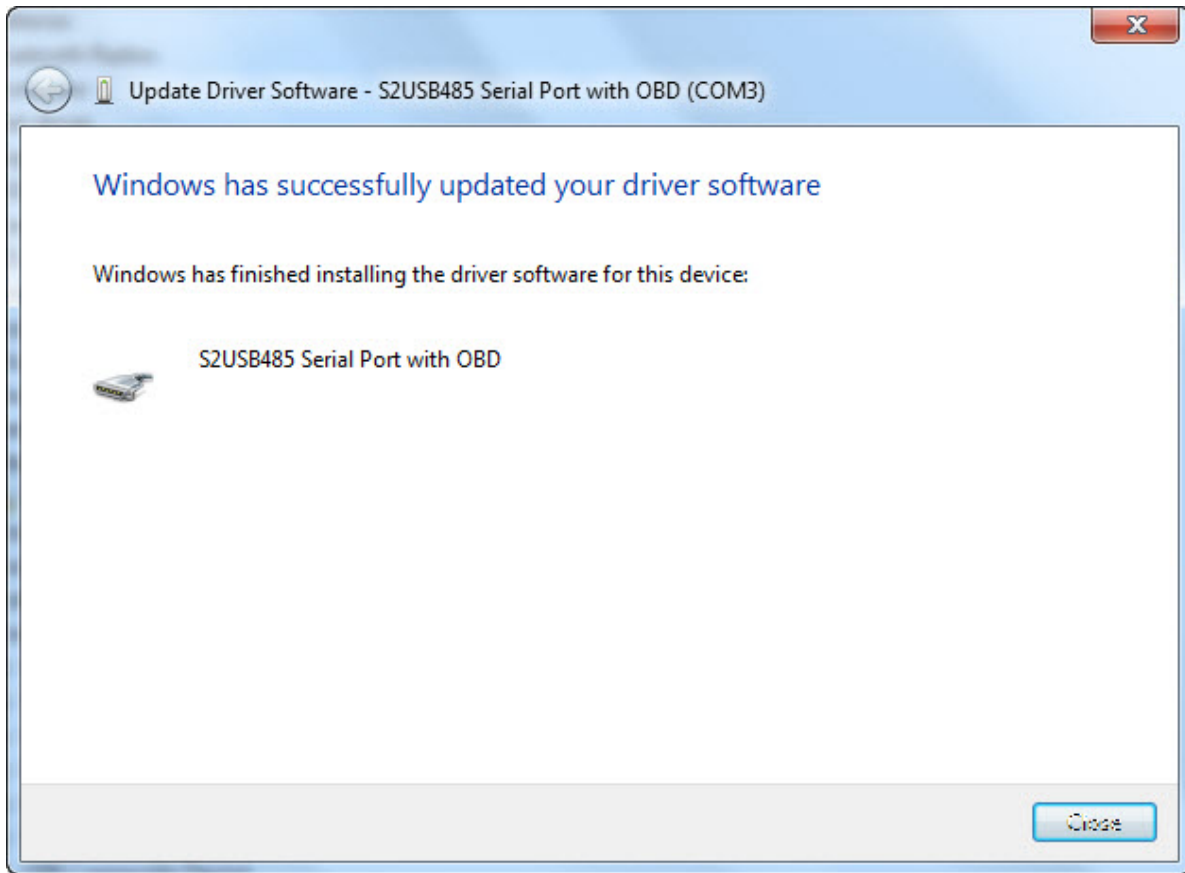 Update Driver Software - S2USB485 Serial Port with OBD (COM3)
Windows has successfully updated your driver software
Windows has finished installing the driver software for this device:
S2USB485 Serial Port with OBD
Close